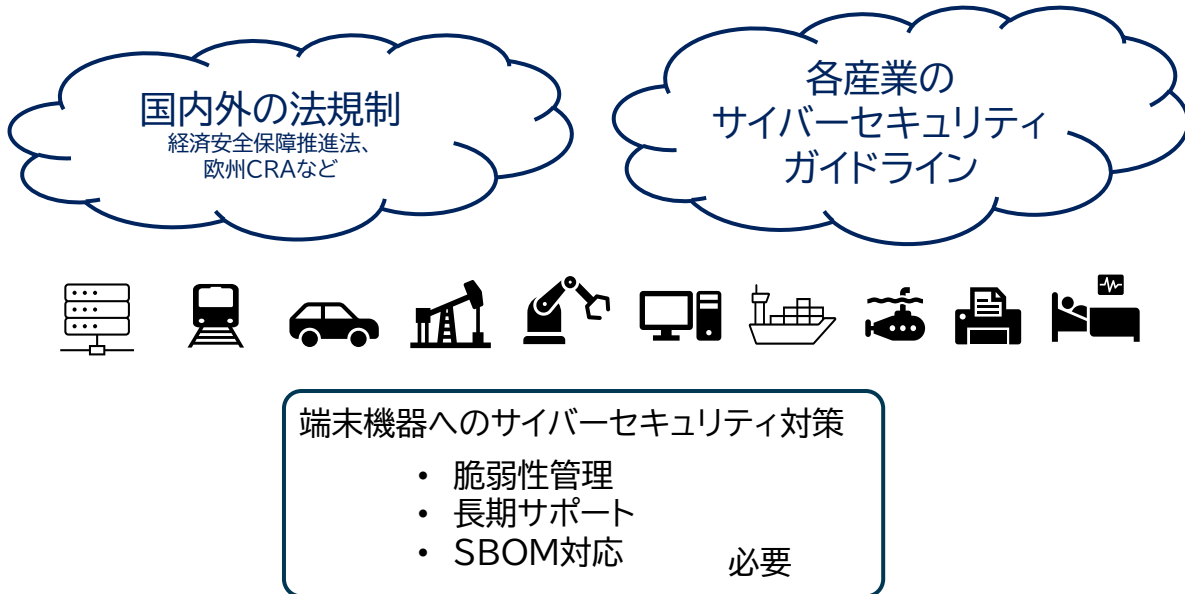 国内外の法規制
経済安全保障推進法、
欧州CRAなど
各産業の
サイバーセキュリティ
ガイドライン
端末機器へのサイバーセキュリティ対策
• 脆弱性管理
• 長期サポート
• SBOM対応
必要